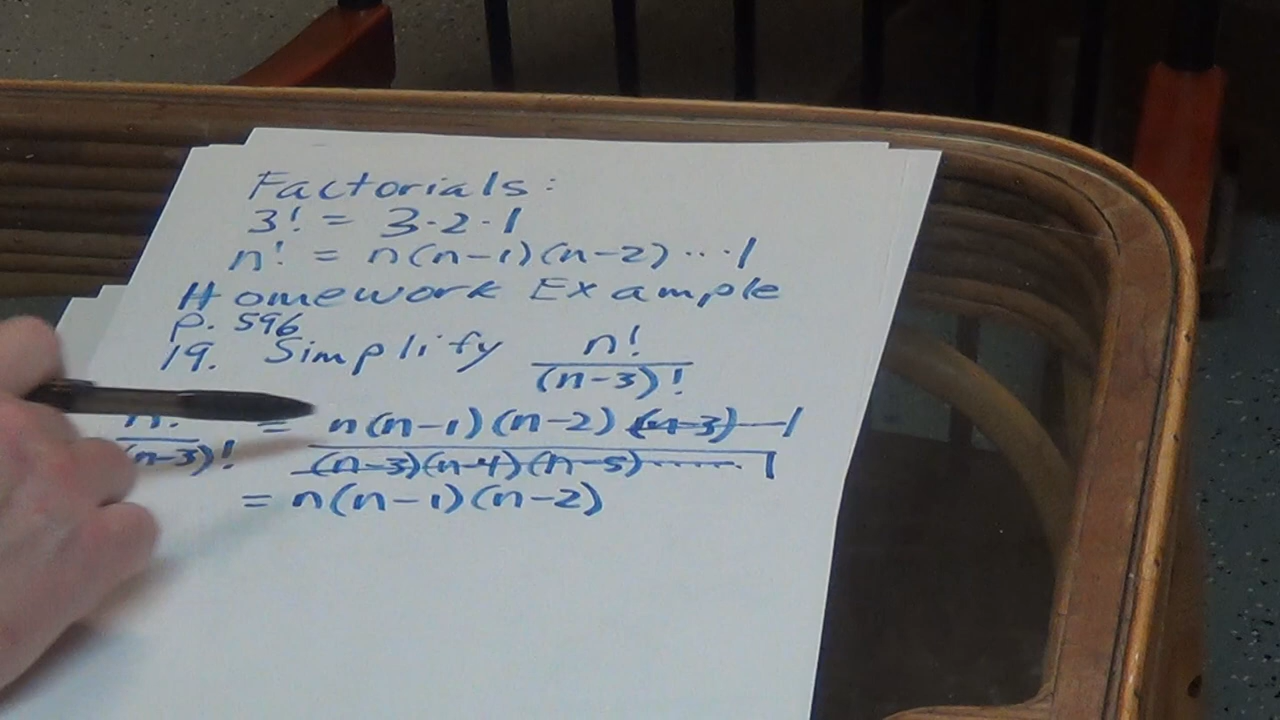 Factorials:
3! = 3·2·1
n! = n(n-1)(n-2)···1
Homework Example
p. 596
19. Simplify n!/(n-3)!
n!/(n-3)! = n(n-1)(n-2)(n-3)···1/(n-3)(n-4)(n-5)······1
= n(n-1)(n-2)